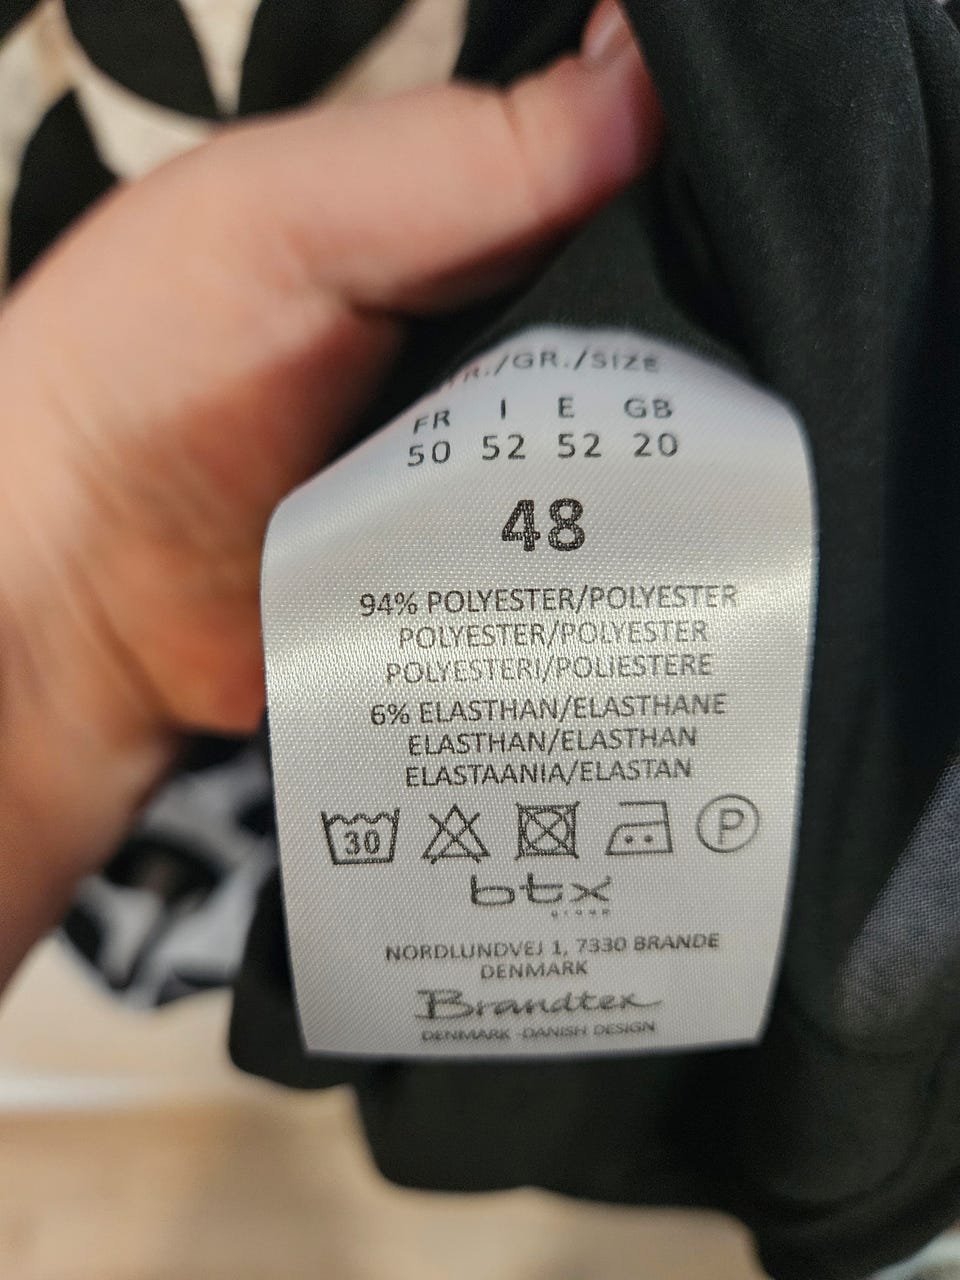 /GR./SIZE
FR I E GB
50 52 52 20
48
94% POLYESTER/POLYESTER
POLYESTER/POLYESTER
POLYESTERI/POLIESTERE
6% ELASTHAN/ELASTHANE
ELASTHAN/ELASTHAN
ELASTAANIA/ELASTAN
30 P
btx
group
NORDLUNDVEJ 1, 7330 BRANDE
DENMARK
Brandtex
DENMARK - DANISH DESIGN